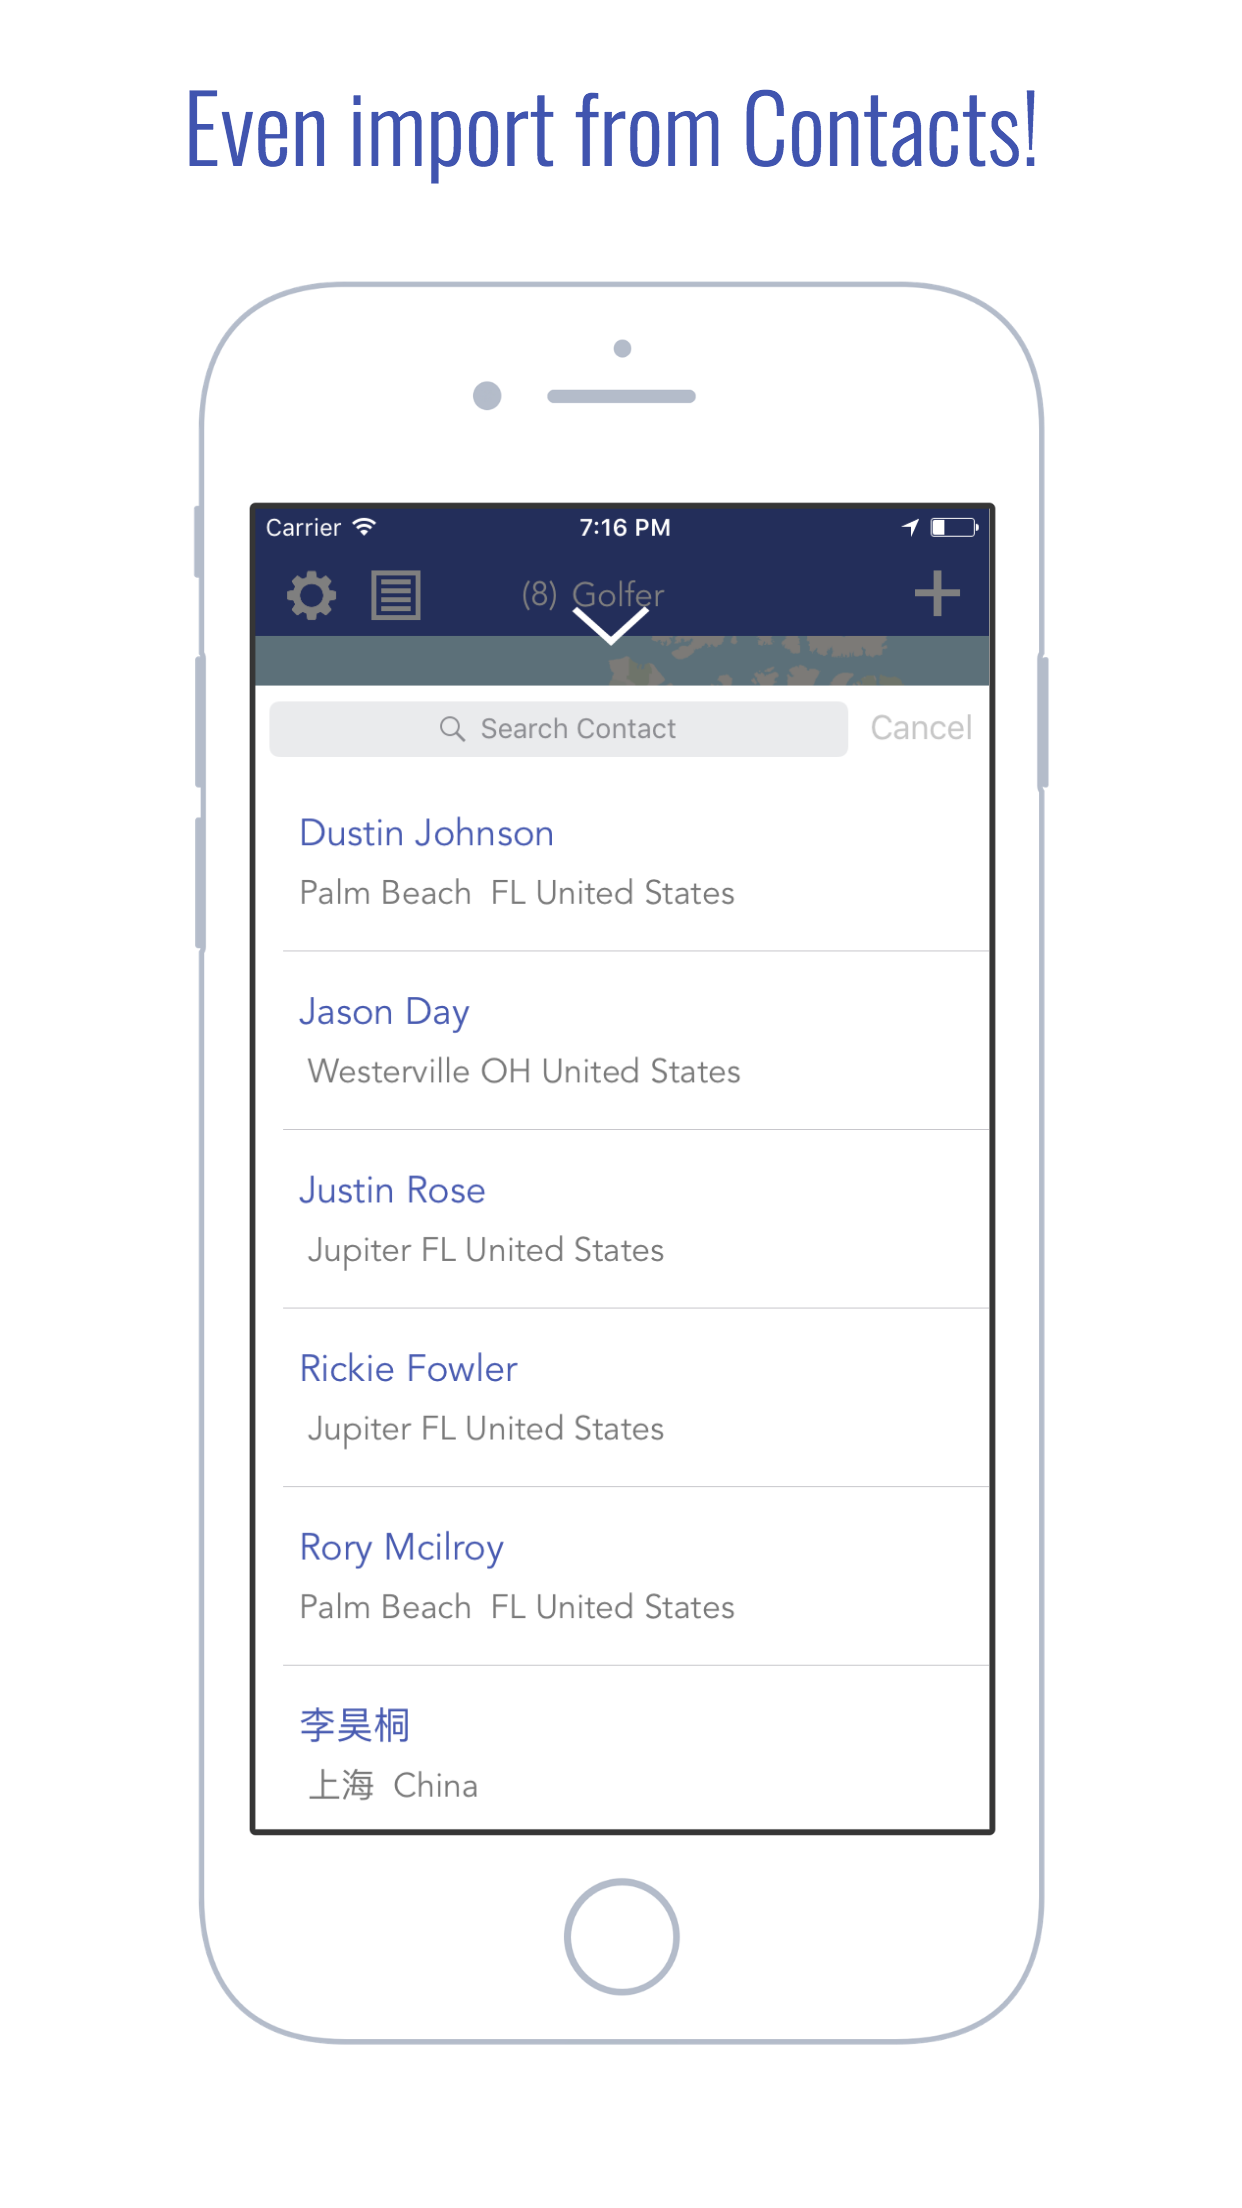 Even import from Contacts!
Carrier 7:16 PM
(8) Golfer
Search Contact Cancel
Dustin Johnson
Palm Beach FL United States
Jason Day
Westerville OH United States
Justin Rose
Jupiter FL United States
Rickie Fowler
Jupiter FL United States
Rory Mcilroy
Palm Beach FL United States
李昊桐
上海 China